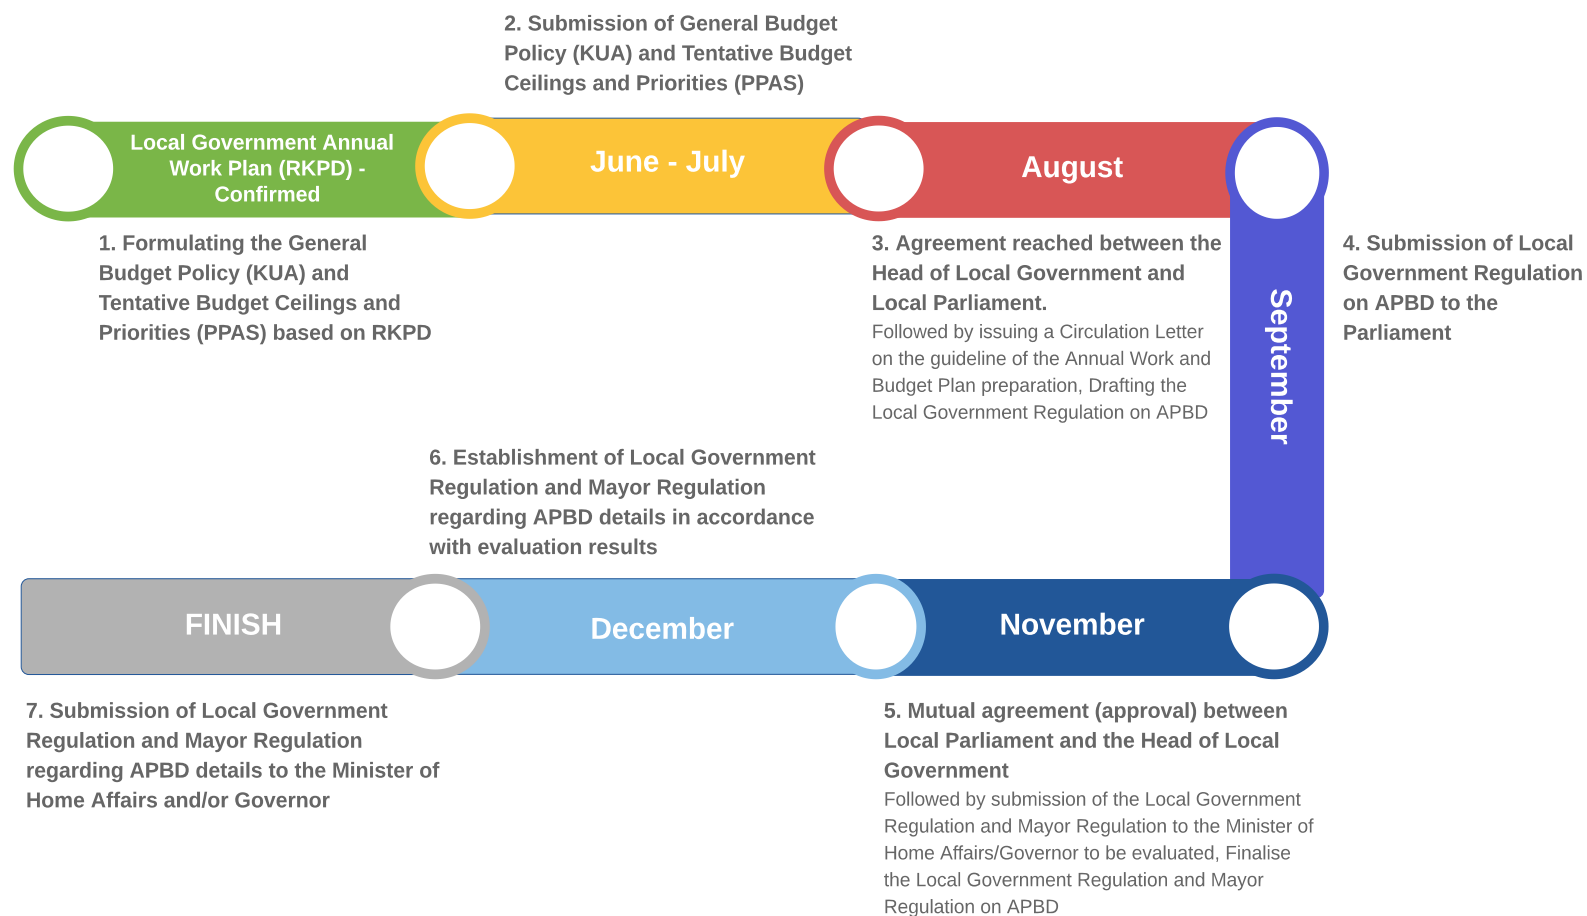 2. Submission of General Budget
Policy (KUA) and Tentative Budget
Ceilings and Priorities (PPAS)
Local Government Annual
Work Plan (RKPD) -
Confirmed
June - July
August
1. Formulating the General
Budget Policy (KUA) and
Tentative Budget Ceilings and
Priorities (PPAS) based on RKPD
3. Agreement reached between the
Head of Local Government and
Local Parliament.
Followed by issuing a Circulation Letter
on the guideline of the Annual Work and
Budget Plan preparation, Drafting the
Local Government Regulation on APBD
September
4. Submission of Local
Government Regulation
on APBD to the
Parliament
6. Establishment of Local Government
Regulation and Mayor Regulation
regarding APBD details in accordance
with evaluation results
FINISH
December
November
7. Submission of Local Government
Regulation and Mayor Regulation
regarding APBD details to the Minister of
Home Affairs and/or Governor
5. Mutual agreement (approval) between
Local Parliament and the Head of Local
Government
Followed by submission of the Local Government
Regulation and Mayor Regulation to the Minister of
Home Affairs/Governor to be evaluated, Finalise
the Local Government Regulation and Mayor
Regulation on APBD